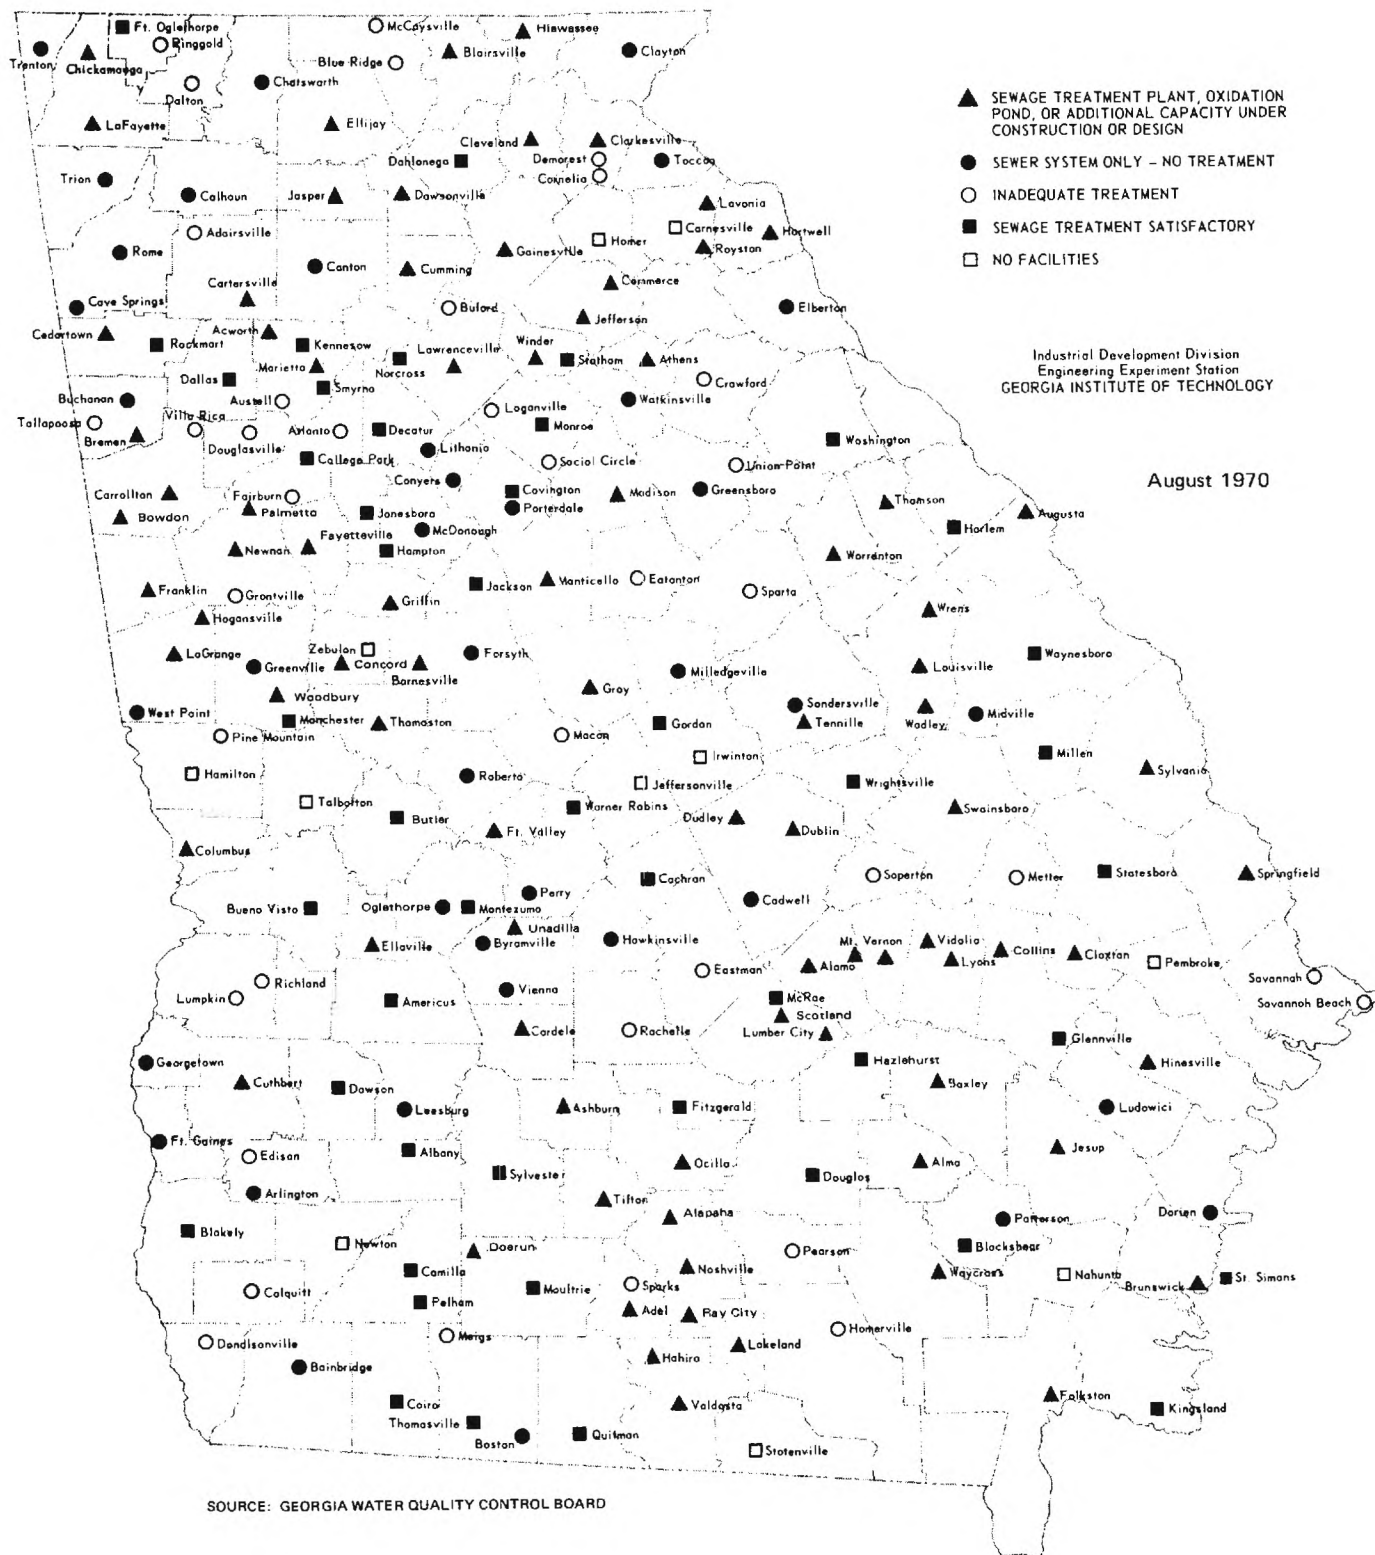 Ft. Oglethorpe
McCaysville
Hiawassee
Ringgold
Trenton
Chickamauga
Blue Ridge
Blairsville
Clayton
Dalton
Chatsworth
LaFayette
Ellijay
Cleveland
Clarkesville
Dahlonega
Demorest
Toccoa
Cornelia
Trion
Calhoun
Jasper
Dawsonville
Lavonia
Adairsville
Homer
Carnesville
Hartwell
Rome
Gainesville
Royston
Canton
Cumming
Cartersville
Commerce
Cave Springs
Buford
Jefferson
Elberton
Cedartown
Acworth
Rockmart
Kennesaw
Lawrenceville
Winder
Statham
Athens
Marietta
Norcross
Dallas
Smyrna
Crawford
Buchanan
Austell
Loganville
Watkinsville
Tallapoosa
Villa Rica
Bremen
Douglasville
Atlanta
Decatur
Monroe
Washington
Lithonia
College Park
Social Circle
Union Point
Conyers
Carrollton
Fairburn
Covington
Madison
Greensboro
Thomson
Bowdon
Palmetta
Jonesboro
Porterdale
Augusta
McDonough
Harlem
Fayetteville
Newnan
Hampton
Warrenton
Franklin
Grantville
Jackson
Monticello
Eatonton
Sparta
Griffin
Wrens
Hogansville
Zebulon
LaGrange
Greenville
Concord
Forsyth
Barnesville
Milledgeville
Louisville
Waynesboro
Woodbury
Gray
West Point
Manchester
Thomaston
Sandersville
Tennille
Wadley
Midville
Pine Mountain
Macon
Gordon
Irwinton
Millen
Hamilton
Roberta
Jeffersonville
Wrightsville
Sylvania
Talbotton
Butler
Warner Robins
Dudley
Swainsboro
Ft. Valley
Dublin
Columbus
Cochran
Soperton
Metter
Statesboro
Springfield
Perry
Cadwell
Buena Vista
Oglethorpe
Montezuma
Unadilla
Ellaville
Byramville
Hawkinsville
Mt. Vernon
Vidalia
Lyons
Collins
Claxton
Pembroke
Eastman
Alamo
Savannah
Richland
Lumpkin
Vienna
Americus
McRae
Savannah Beach
Scotland
Cordele
Rochelle
Lumber City
Glennville
Georgetown
Hazlehurst
Hinesville
Cuthbert
Dawson
Baxley
Leesburg
Ashburn
Fitzgerald
Ludowici
Ft. Gaines
Edison
Albany
Jesup
Sylvester
Ocilla
Douglas
Alma
Arlington
Tifton
Alapaha
Patterson
Darien
Blakely
Newton
Doerun
Pearson
Blackshear
Camilla
Nashville
Waycross
Nahunta
Brunswick
St. Simans
Colquitt
Pelham
Moultrie
Sparks
Adel
Ray City
Donalsonville
Meigs
Homerville
Lakeland
Hahira
Bainbridge
Cairo
Valdosta
Folkston
Kingsland
Thomasville
Boston
Quitman
Statenville
SEWAGE TREATMENT PLANT, OXIDATION
POND, OR ADDITIONAL CAPACITY UNDER
CONSTRUCTION OR DESIGN
SEWER SYSTEM ONLY – NO TREATMENT
INADEQUATE TREATMENT
SEWAGE TREATMENT SATISFACTORY
NO FACILITIES
Industrial Development Division
Engineering Experiment Station
GEORGIA INSTITUTE OF TECHNOLOGY
August 1970
SOURCE: GEORGIA WATER QUALITY CONTROL BOARD